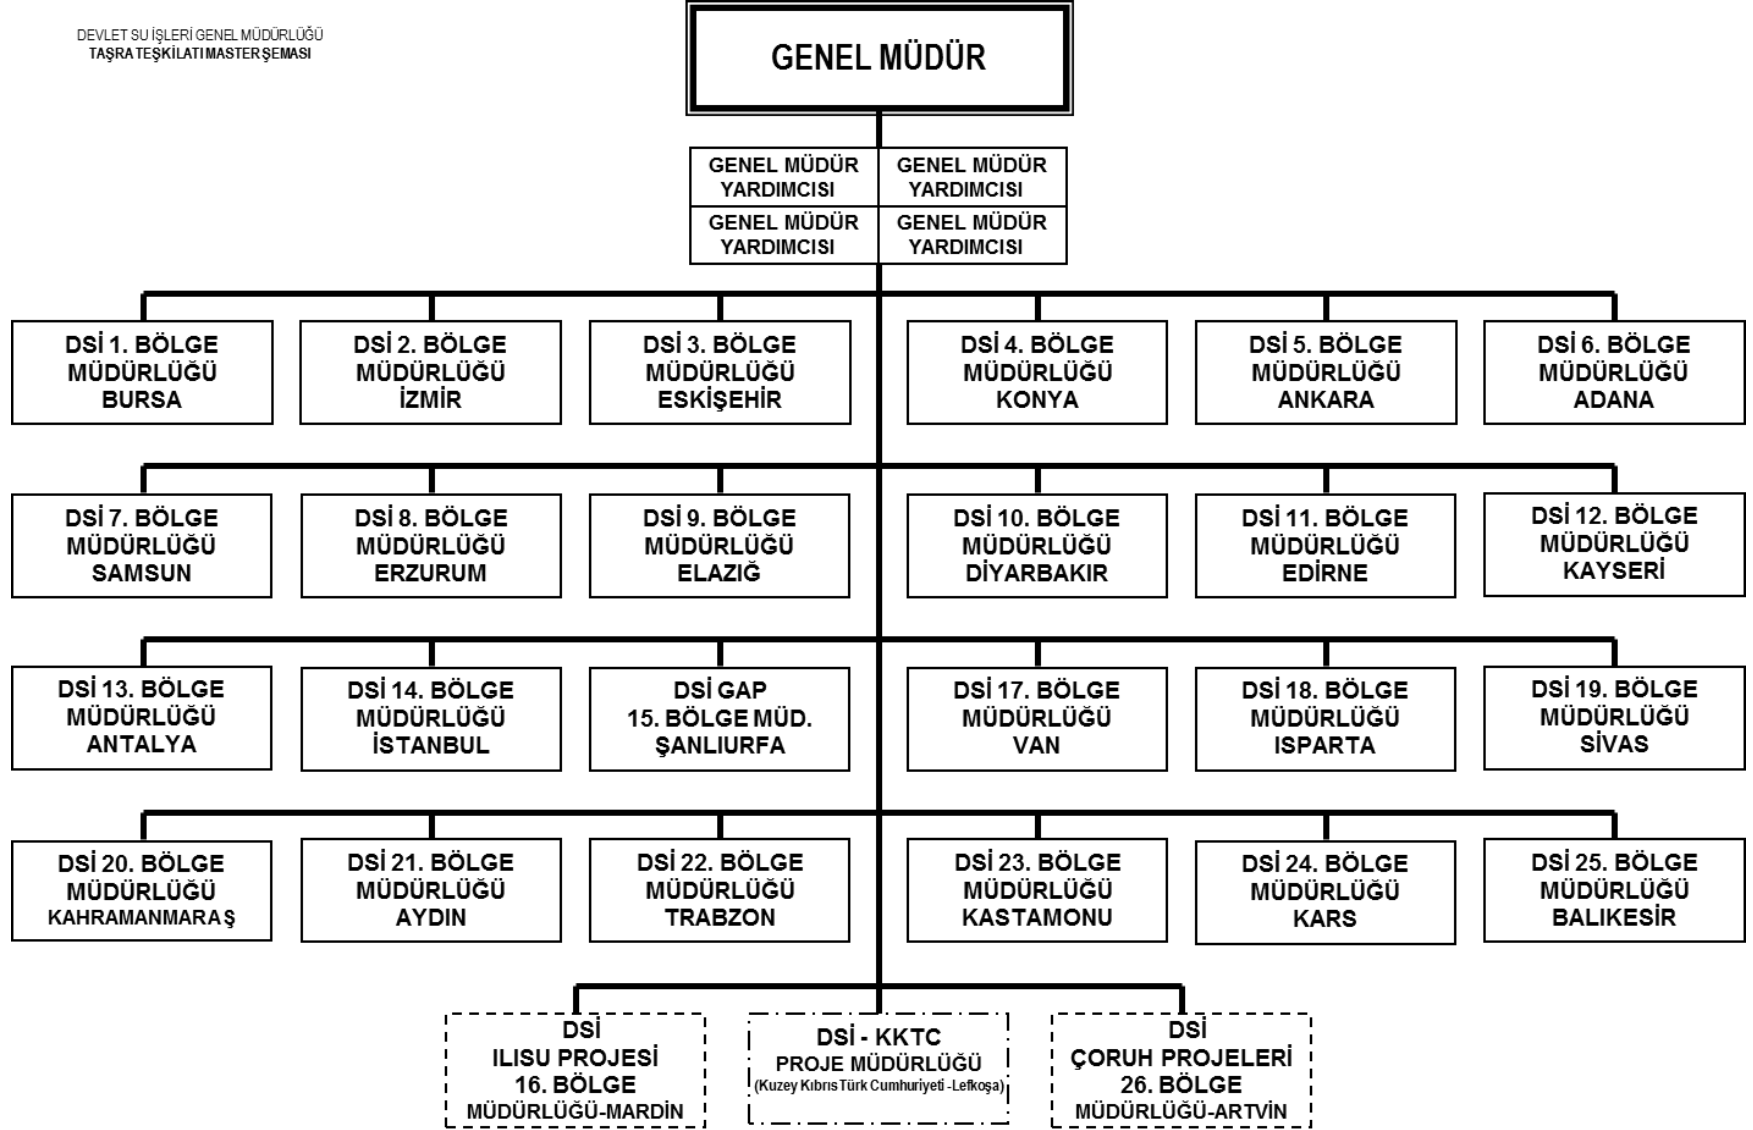 DEVLET SU İŞLERİ GENEL MÜDÜRLÜĞÜ
TAŞRA TEŞKİLATI MASTER ŞEMASI
GENEL MÜDÜR
GENEL MÜDÜR
YARDIMCISI
GENEL MÜDÜR
YARDIMCISI
GENEL MÜDÜR
YARDIMCISI
GENEL MÜDÜR
YARDIMCISI
DSİ 1. BÖLGE
MÜDÜRLÜĞÜ
BURSA
DSİ 2. BÖLGE
MÜDÜRLÜĞÜ
İZMİR
DSİ 3. BÖLGE
MÜDÜRLÜĞÜ
ESKİŞEHİR
DSİ 4. BÖLGE
MÜDÜRLÜĞÜ
KONYA
DSİ 5. BÖLGE
MÜDÜRLÜĞÜ
ANKARA
DSİ 6. BÖLGE
MÜDÜRLÜĞÜ
ADANA
DSİ 7. BÖLGE
MÜDÜRLÜĞÜ
SAMSUN
DSİ 8. BÖLGE
MÜDÜRLÜĞÜ
ERZURUM
DSİ 9. BÖLGE
MÜDÜRLÜĞÜ
ELAZIĞ
DSİ 10. BÖLGE
MÜDÜRLÜĞÜ
DİYARBAKIR
DSİ 11. BÖLGE
MÜDÜRLÜĞÜ
EDİRNE
DSİ 12. BÖLGE
MÜDÜRLÜĞÜ
KAYSERİ
DSİ 13. BÖLGE
MÜDÜRLÜĞÜ
ANTALYA
DSİ 14. BÖLGE
MÜDÜRLÜĞÜ
İSTANBUL
DSİ GAP
15. BÖLGE MÜD.
ŞANLIURFA
DSİ 17. BÖLGE
MÜDÜRLÜĞÜ
VAN
DSİ 18. BÖLGE
MÜDÜRLÜĞÜ
ISPARTA
DSİ 19. BÖLGE
MÜDÜRLÜĞÜ
SİVAS
DSİ 20. BÖLGE
MÜDÜRLÜĞÜ
KAHRAMANMARAŞ
DSİ 21. BÖLGE
MÜDÜRLÜĞÜ
AYDIN
DSİ 22. BÖLGE
MÜDÜRLÜĞÜ
TRABZON
DSİ 23. BÖLGE
MÜDÜRLÜĞÜ
KASTAMONU
DSİ 24. BÖLGE
MÜDÜRLÜĞÜ
KARS
DSİ 25. BÖLGE
MÜDÜRLÜĞÜ
BALIKESİR
DSİ
ILISU PROJESİ
16. BÖLGE
MÜDÜRLÜĞÜ-MARDİN
DSİ - KKTC
PROJE MÜDÜRLÜĞÜ
(Kuzey Kıbrıs Türk Cumhuriyeti -Lefkoşa)
DSİ
ÇORUH PROJELERİ
26. BÖLGE
MÜDÜRLÜĞÜ-ARTVİN